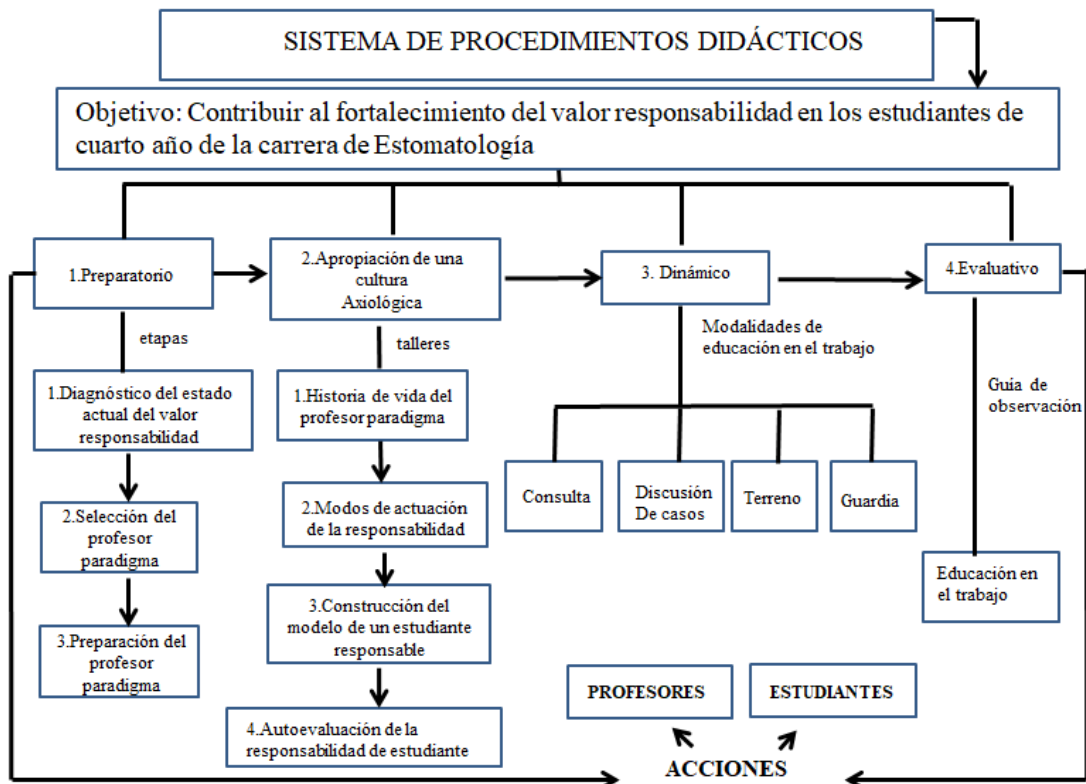 SISTEMA DE PROCEDIMIENTOS DIDÁCTICOS
Objetivo: Contribuir al fortalecimiento del valor responsabilidad en los estudiantes de
cuarto año de la carrera de Estomatología
1.Preparatorio
2.Apropiación de una
cultura
Axiológica
3. Dinámico
4.Evaluativo
etapas
talleres
Modalidades de
educación en el trabajo
Guía de
observación
1.Diagnóstico del estado
actual del valor
responsabilidad
2.Selección del
profesor
paradigma
3.Preparación del
profesor
paradigma
1.Historia de vida del
profesor paradigma
2.Modos de actuación
de la responsabilidad
3.Construcción del
modelo de un estudiante
responsable
4.Autoevaluación de la
responsabilidad de estudiante
Consulta
Discusión
De casos
Terreno
Guardia
Educación en
el trabajo
PROFESORES
ESTUDIANTES
ACCIONES